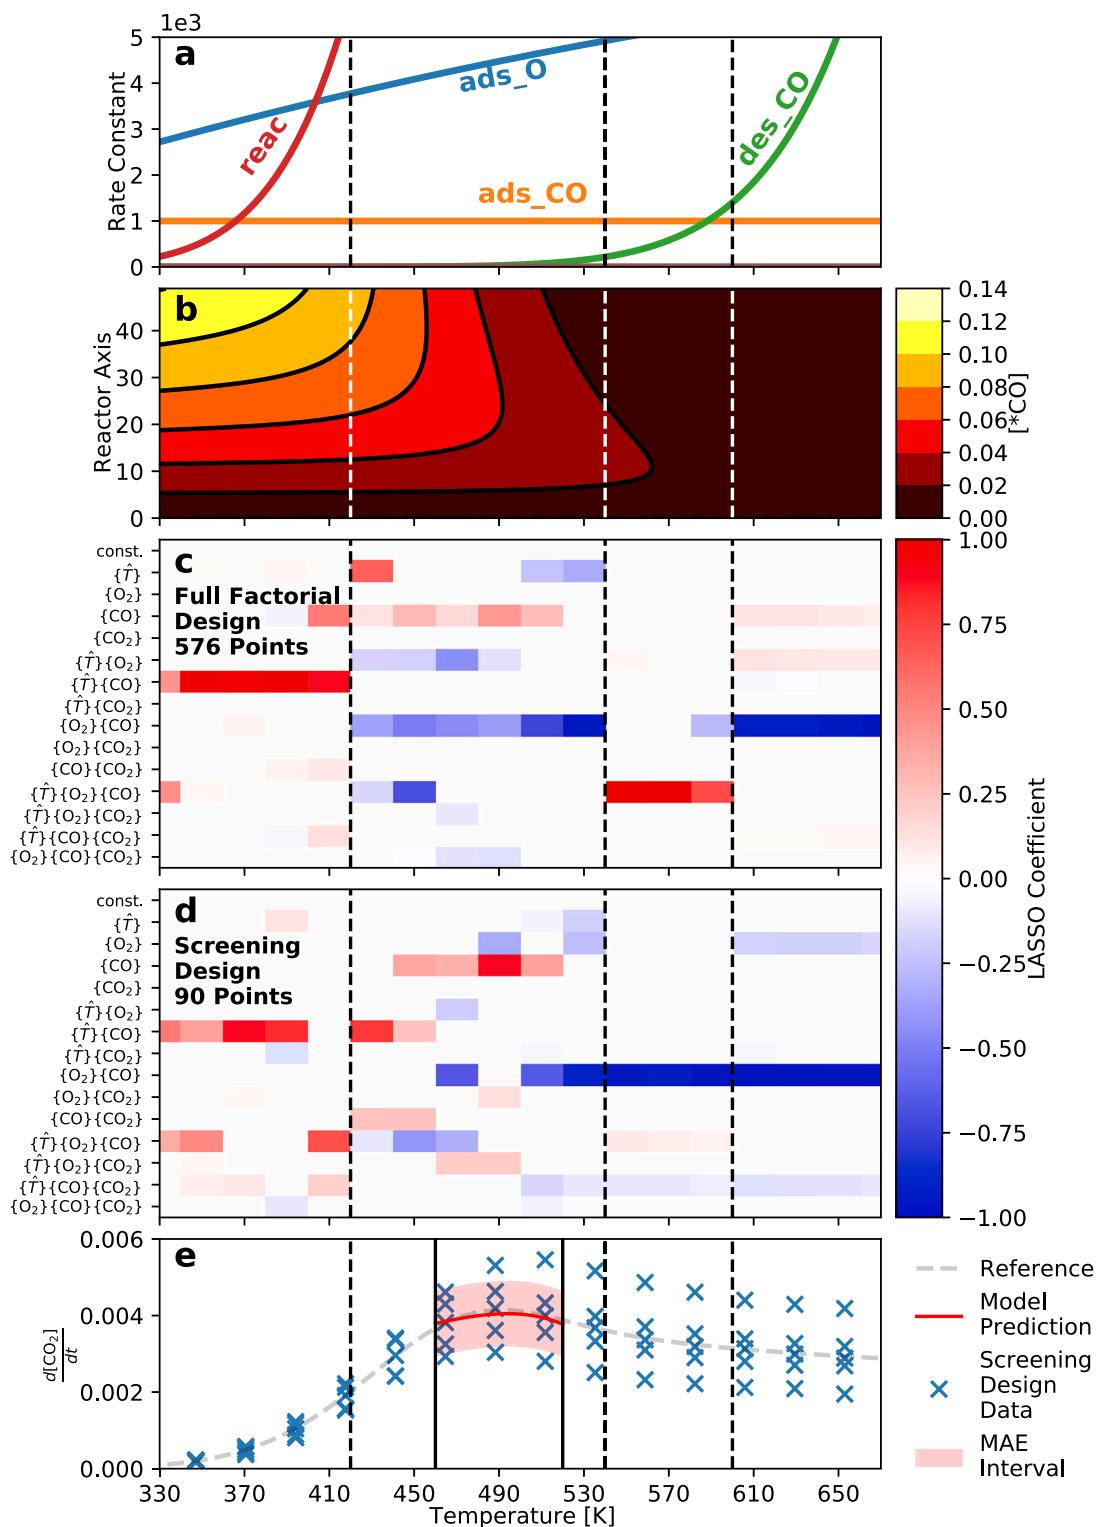 1e3
a
5
4
3
2
1
0
Rate Constant
reac
ads_O
ads_CO
des_CO
b
40
30
20
10
0
Reactor Axis
0.14
0.12
0.10
0.08
0.06
0.04
0.02
0.00
[*CO]
c
Full Factorial
Design
576 Points
const.
{T̂}
{O₂}
{CO}
{CO₂}
{T̂}{O₂}
{T̂}{CO}
{T̂}{CO₂}
{O₂}{CO}
{O₂}{CO₂}
{CO}{CO₂}
{T̂}{O₂}{CO}
{T̂}{O₂}{CO₂}
{T̂}{CO}{CO₂}
{O₂}{CO}{CO₂}
1.00
0.75
0.50
0.25
0.00
−0.25
−0.50
−0.75
−1.00
LASSO Coefficient
d
Screening
Design
90 Points
const.
{T̂}
{O₂}
{CO}
{CO₂}
{T̂}{O₂}
{T̂}{CO}
{T̂}{CO₂}
{O₂}{CO}
{O₂}{CO₂}
{CO}{CO₂}
{T̂}{O₂}{CO}
{T̂}{O₂}{CO₂}
{T̂}{CO}{CO₂}
{O₂}{CO}{CO₂}
e
0.006
0.004
0.002
0.000
d[CO₂]
dt
330 370 410 450 490 530 570 610 650
Temperature [K]
Reference
Model
Prediction
Screening
Design
Data
MAE
Interval